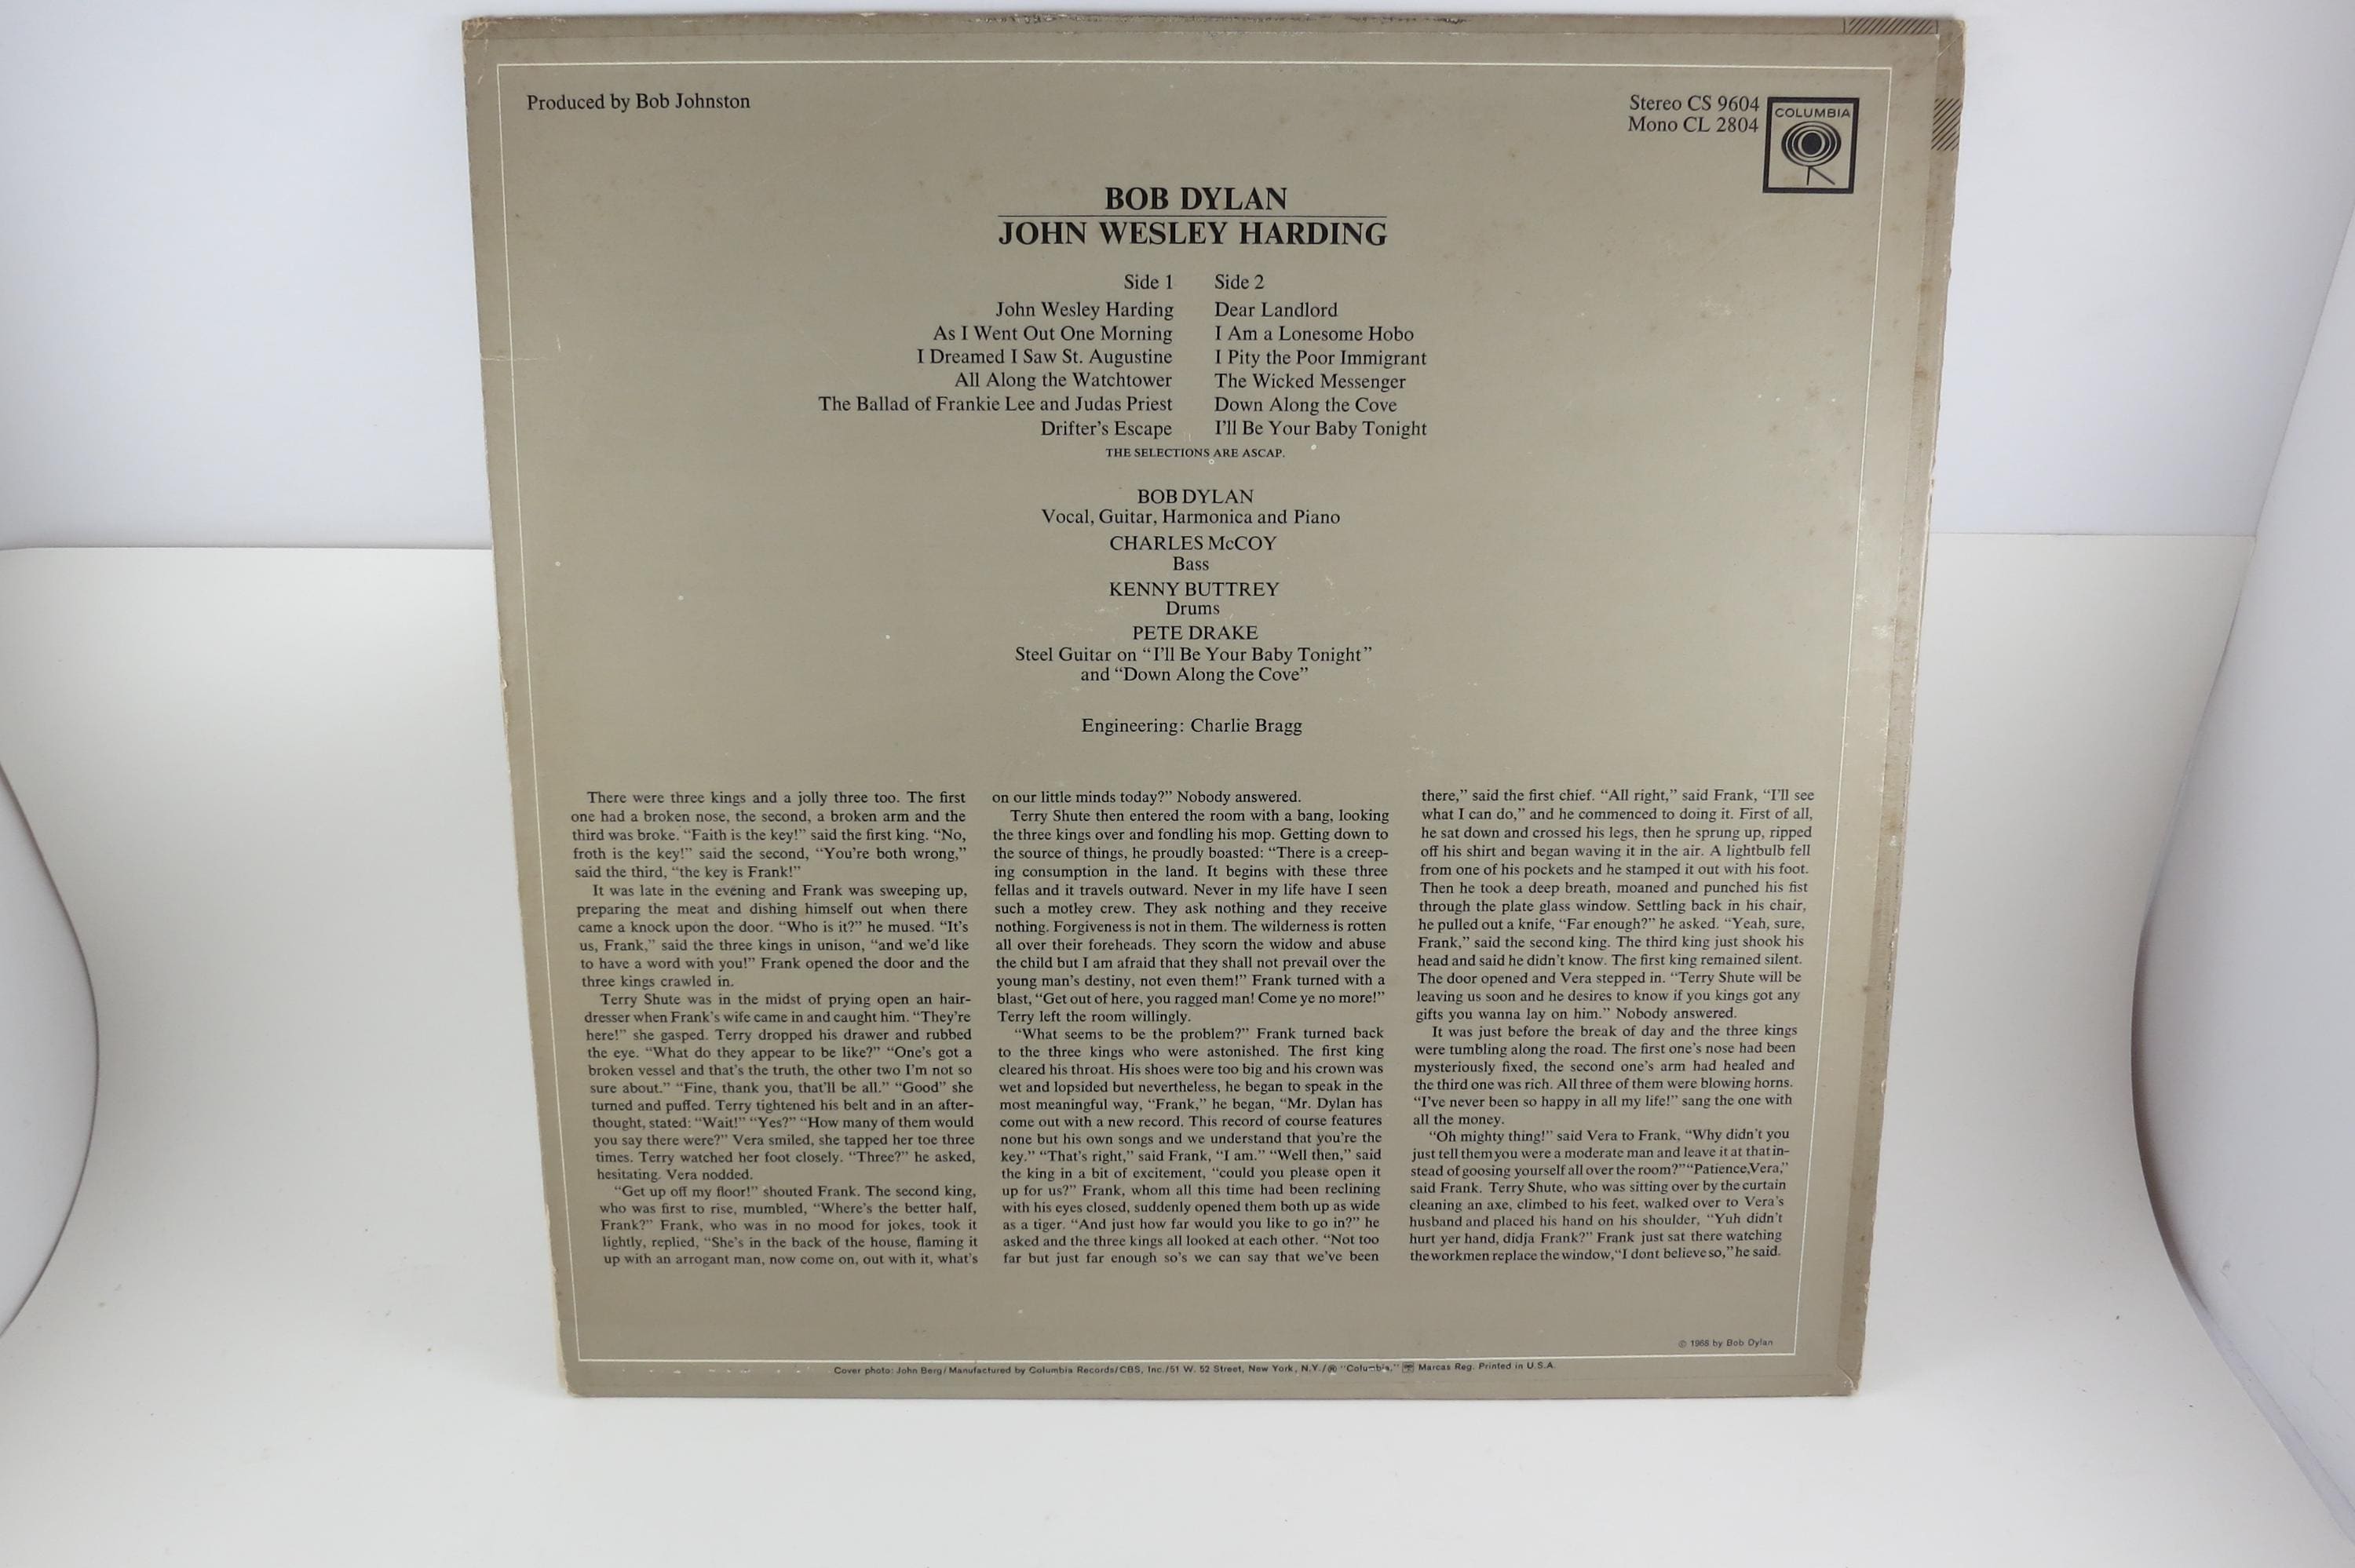 Produced by Bob Johnston
Stereo CS 9604
Mono CL 2804
COLUMBIA
BOB DYLAN
JOHN WESLEY HARDING
Side 1
John Wesley Harding
As I Went Out One Morning
I Dreamed I Saw St. Augustine
All Along the Watchtower
The Ballad of Frankie Lee and Judas Priest
Drifter's Escape
Side 2
Dear Landlord
I Am a Lonesome Hobo
I Pity the Poor Immigrant
The Wicked Messenger
Down Along the Cove
I'll Be Your Baby Tonight
THE SELECTIONS ARE ASCAP.
BOB DYLAN
Vocal, Guitar, Harmonica and Piano
CHARLES McCOY
Bass
KENNY BUTTREY
Drums
PETE DRAKE
Steel Guitar on “I'll Be Your Baby Tonight”
and “Down Along the Cove”
Engineering: Charlie Bragg
There were three kings and a jolly three too. The first
one had a broken nose, the second, a broken arm and the
third was broke. “Faith is the key!” said the first king. “No,
froth is the key!” said the second, “You're both wrong,”
said the third, “the key is Frank!”
It was late in the evening and Frank was sweeping up,
preparing the meat and dishing himself out when there
came a knock upon the door. “Who is it?” he mused. “It's
us, Frank,” said the three kings in unison, “and we'd like
to have a word with you!” Frank opened the door and the
three kings crawled in.
Terry Shute was in the midst of prying open an hair-
dresser when Frank's wife came in and caught him. “They're
here!” she gasped. Terry dropped his drawer and rubbed
the eye. “What do they appear to be like?” “One's got a
broken vessel and that's the truth, the other two I'm not so
sure about.” “Fine, thank you, that'll be all.” “Good” she
turned and puffed. Terry tightened his belt and in an after-
thought, stated: “Wait!” “Yes?” “How many of them would
you say there were?” Vera smiled, she tapped her toe three
times. Terry watched her foot closely. “Three?” he asked,
hesitating. Vera nodded.
“Get up off my floor!” shouted Frank. The second king,
who was first to rise, mumbled, “Where's the better half,
Frank?” Frank, who was in no mood for jokes, took it
lightly, replied, “She's in the back of the house, flaming it
up with an arrogant man, now come on, out with it, what's
on our little minds today?” Nobody answered.
Terry Shute then entered the room with a bang, looking
the three kings over and fondling his mop. Getting down to
the source of things, he proudly boasted: “There is a creep-
ing consumption in the land. It begins with these three
fellas and it travels outward. Never in my life have I seen
such a motley crew. They ask nothing and they receive
nothing. Forgiveness is not in them. The wilderness is rotten
all over their foreheads. They scorn the widow and abuse
the child but I am afraid that they shall not prevail over the
young man's destiny, not even them!” Frank turned with a
blast, “Get out of here, you ragged man! Come ye no more!”
Terry left the room willingly.
“What seems to be the problem?” Frank turned back
to the three kings who were astonished. The first king
cleared his throat. His shoes were too big and his crown was
wet and lopsided but nevertheless, he began to speak in the
most meaningful way, “Frank,” he began, “Mr. Dylan has
come out with a new record. This record of course features
none but his own songs and we understand that you're the
key.” “That's right,” said Frank, “I am.” “Well then,” said
the king in a bit of excitement, “could you please open it
up for us?” Frank, whom all this time had been reclining
with his eyes closed, suddenly opened them both up as wide
as a tiger. “And just how far would you like to go in?” he
asked and the three kings all looked at each other. “Not too
far but just far enough so's we can say that we've been
there,” said the first chief. “All right,” said Frank, “I'll see
what I can do,” and he commenced to doing it. First of all,
he sat down and crossed his legs, then he sprung up, ripped
off his shirt and began waving it in the air. A lightbulb fell
from one of his pockets and he stamped it out with his foot.
Then he took a deep breath, moaned and punched his fist
through the plate glass window. Settling back in his chair,
he pulled out a knife, “Far enough?” he asked. “Yeah, sure,
Frank,” said the second king. The third king just shook his
head and said he didn't know. The first king remained silent.
The door opened and Vera stepped in. “Terry Shute will be
leaving us soon and he desires to know if you kings got any
gifts you wanna lay on him.” Nobody answered.
It was just before the break of day and the three kings
were tumbling along the road. The first one's nose had been
mysteriously fixed, the second one's arm had healed and
the third one was rich. All three of them were blowing horns.
“I've never been so happy in all my life!” sang the one with
all the money.
“Oh mighty thing!” said Vera to Frank, “Why didn't you
just tell them you were a moderate man and leave it at that in-
stead of goosing yourself all over the room?” “Patience, Vera,”
said Frank. Terry Shute, who was sitting over by the curtain
cleaning an axe, climbed to his feet, walked over to Vera's
husband and placed his hand on his shoulder, “Yuh didn't
hurt yer hand, didja Frank?” Frank just sat there watching
the workmen replace the window, “I dont believe so,” he said.
© 1968 by Bob Dylan
Cover photo: John Berg/Manufactured by Columbia Records/CBS, Inc./51 W. 52 Street, New York, N.Y./® “Columbia,” Marcas Reg. Printed in U.S.A.